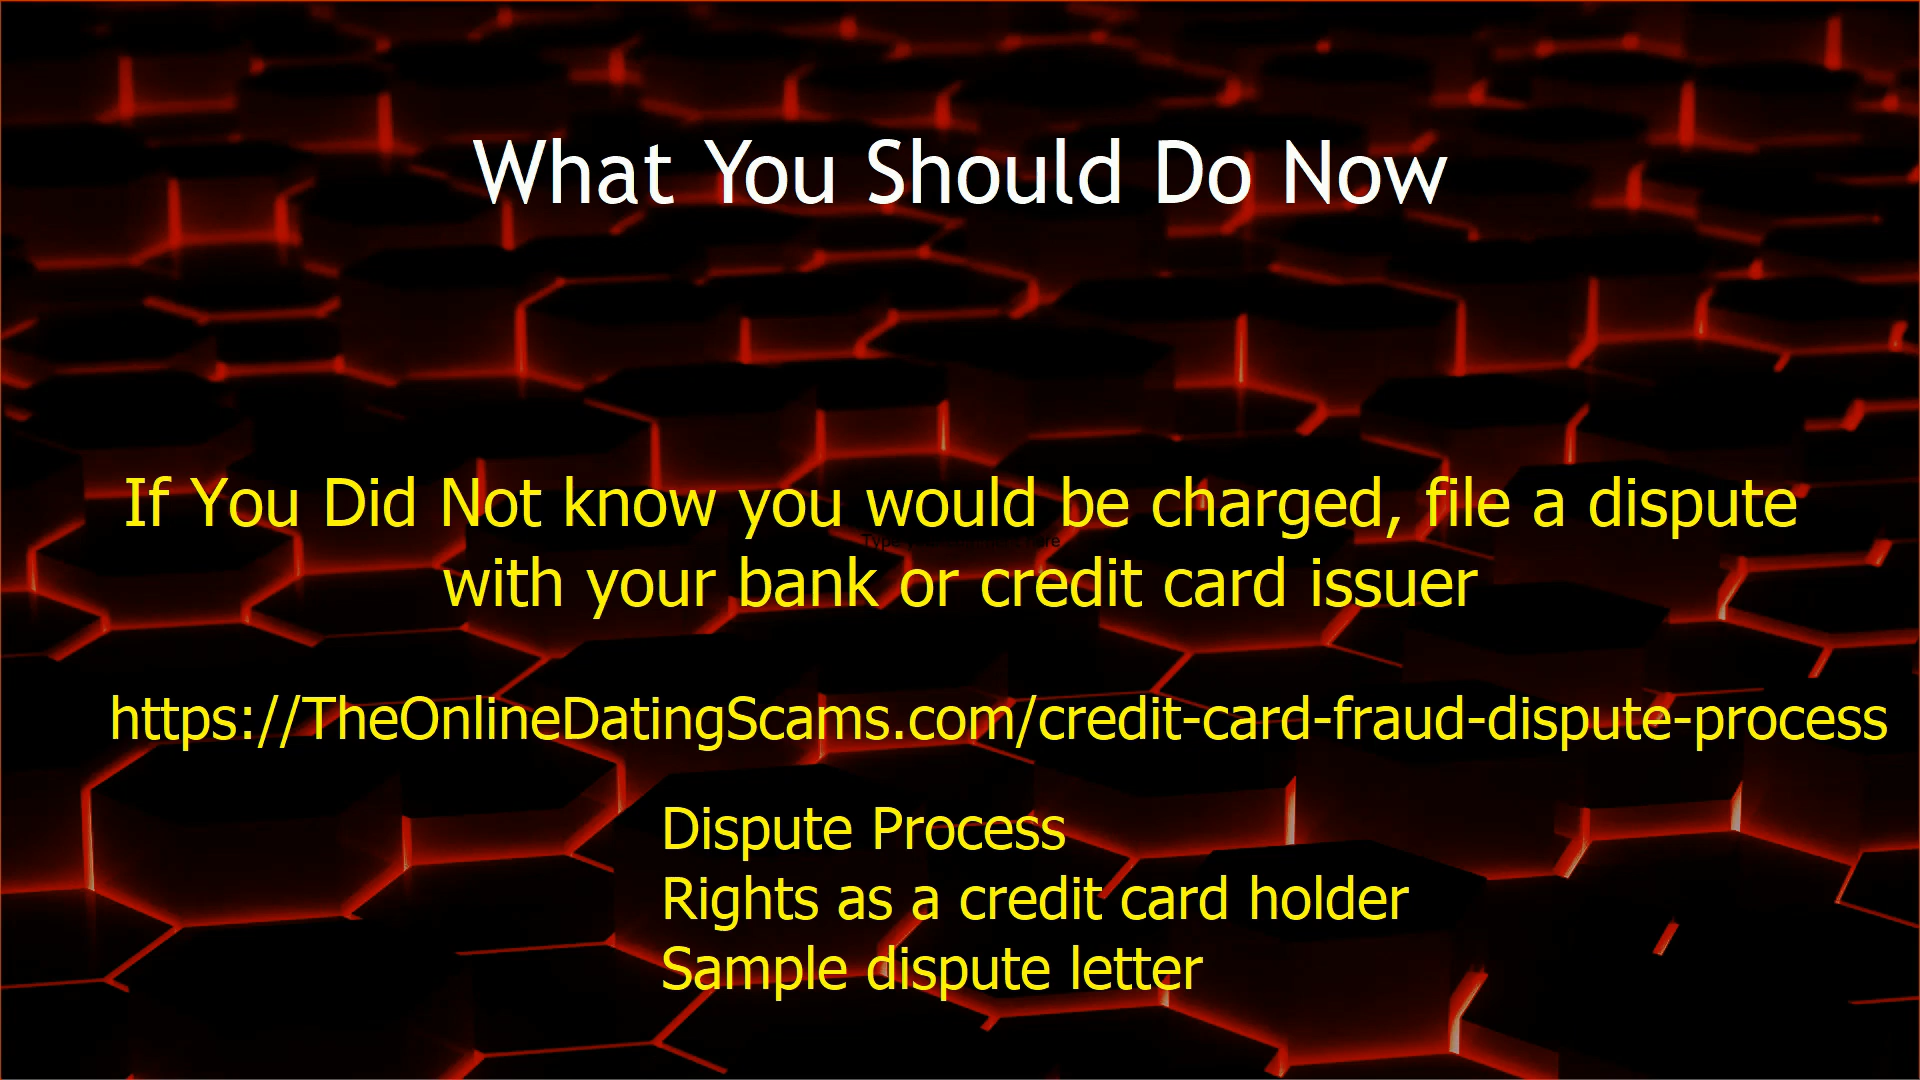 What You Should Do Now
If You Did Not know you would be charged, file a dispute
with your bank or credit card issuer
https://TheOnlineDatingScams.com/credit-card-fraud-dispute-process
Dispute Process
Rights as a credit card holder
Sample dispute letter